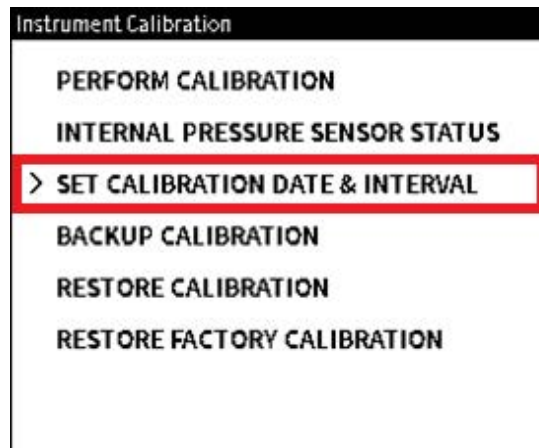 Instrument Calibration
PERFORM CALIBRATION
INTERNAL PRESSURE SENSOR STATUS
> SET CALIBRATION DATE & INTERVAL
BACKUP CALIBRATION
RESTORE CALIBRATION
RESTORE FACTORY CALIBRATION